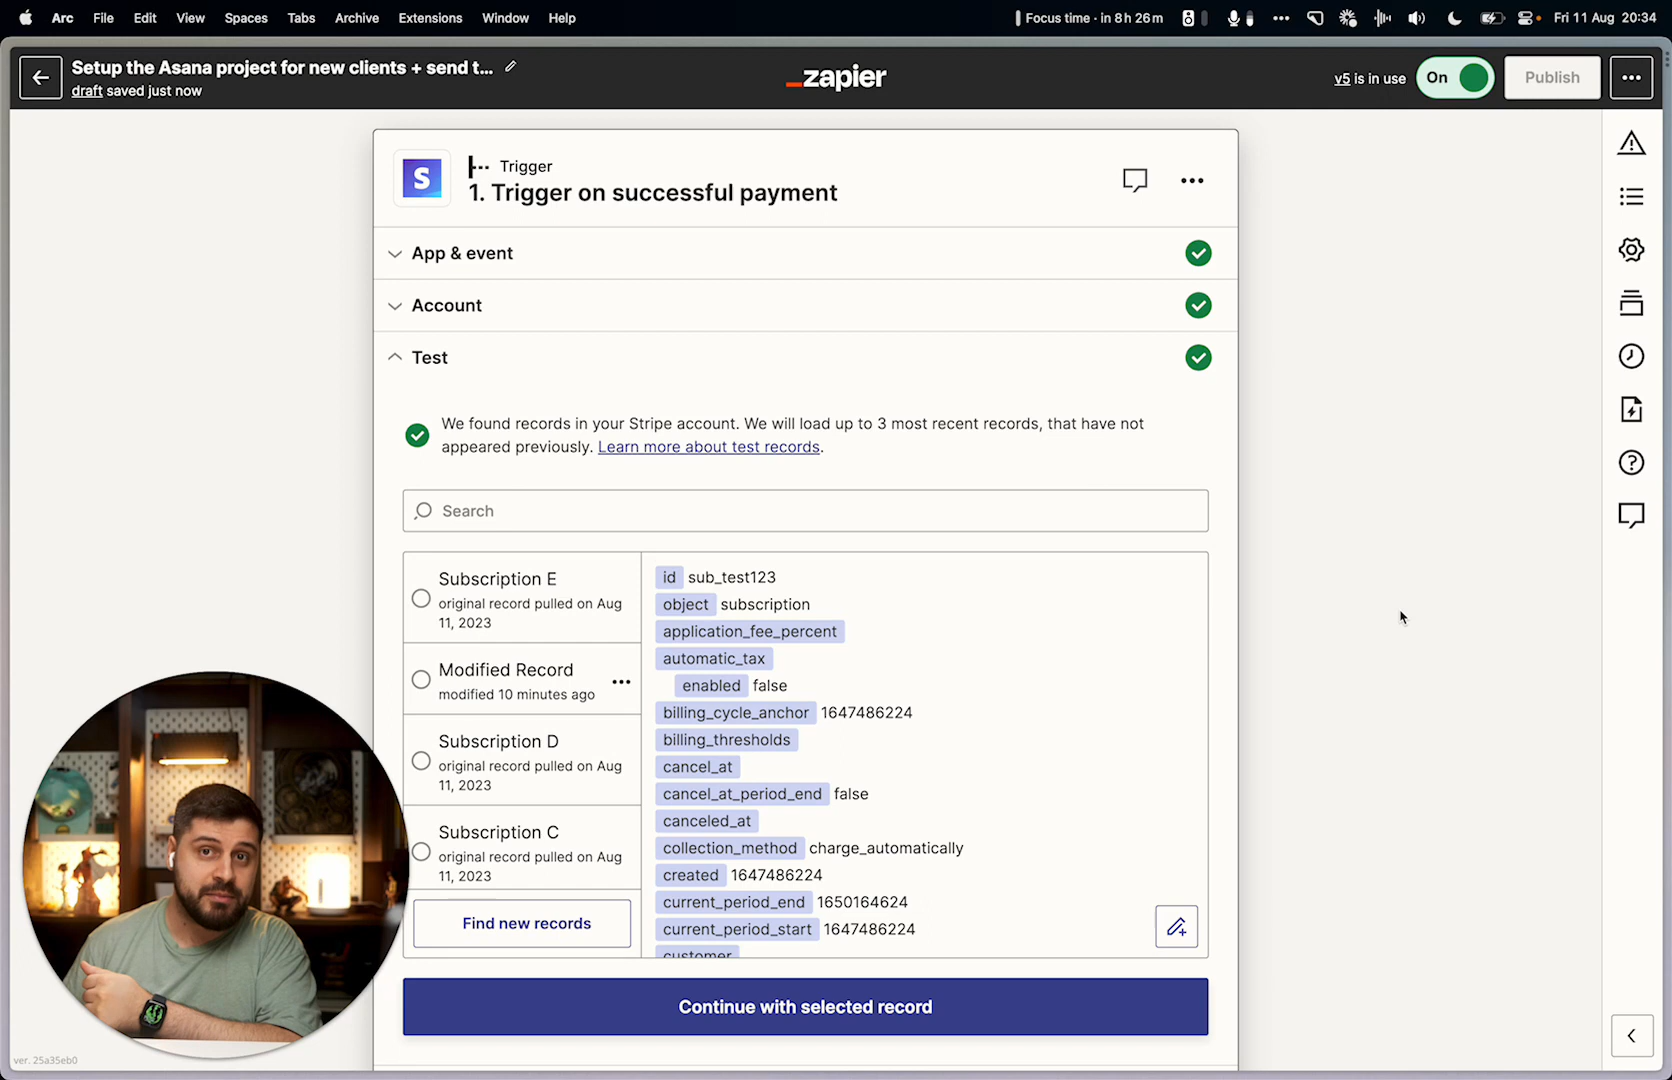 Arc File Edit View Spaces Tabs Archive Extensions Window Help Focus time · in 8 h 26 m Fri 11 Aug 20:34
Setup the Asana project for new clients + send t...
draft saved just now
_zapier
v5 is in use On Publish
Trigger
S
1. Trigger on successful payment
App & event
Account
Test
We found records in your Stripe account. We will load up to 3 most recent records, that have not
appeared previously. Learn more about test records.
Search
Subscription E
original record pulled on Aug
11, 2023
Modified Record
modified 10 minutes ago
Subscription D
original record pulled on Aug
11, 2023
Subscription C
original record pulled on Aug
11, 2023
Find new records
id sub_test123
object subscription
application_fee_percent
automatic_tax
enabled false
billing_cycle_anchor 1647486224
billing_thresholds
cancel_at
cancel_at_period_end false
canceled_at
collection_method charge_automatically
created 1647486224
current_period_end 1650164624
current_period_start 1647486224
customer
Continue with selected record
ver. 25a35eb0